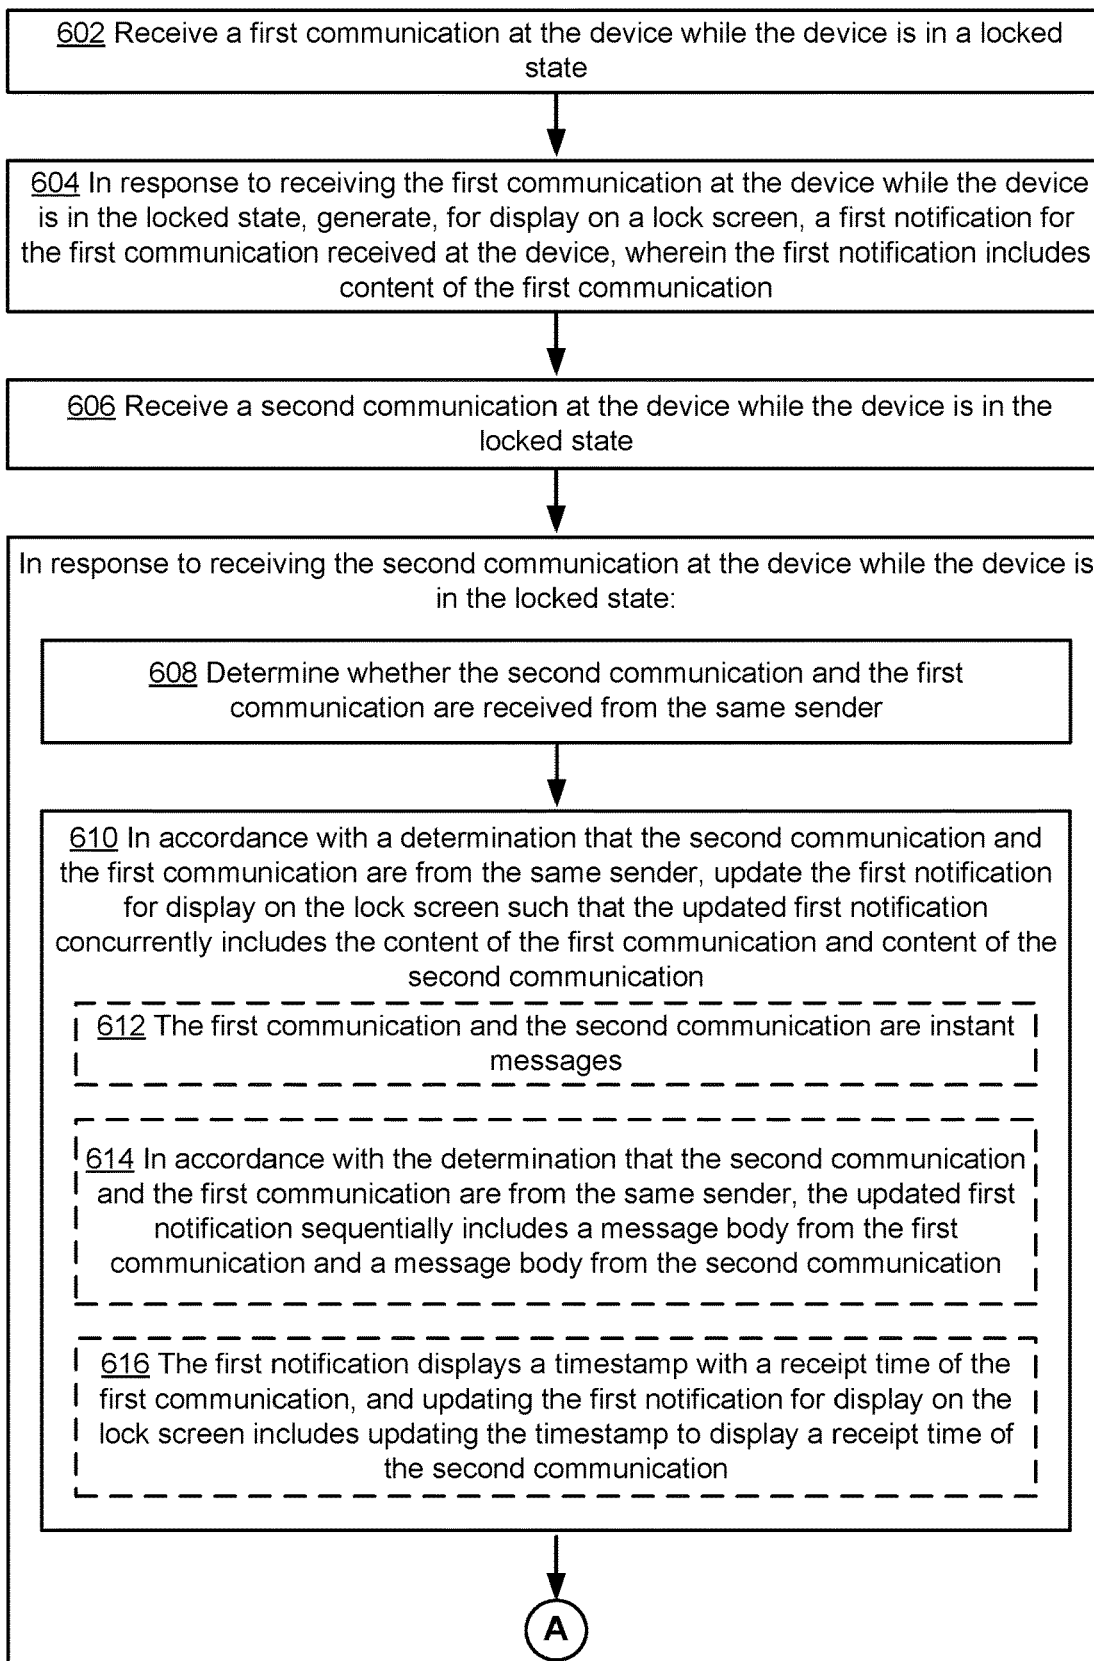 602 Receive a first communication at the device while the device is in a locked
state
604 In response to receiving the first communication at the device while the device
is in the locked state, generate, for display on a lock screen, a first notification for
the first communication received at the device, wherein the first notification includes
content of the first communication
606 Receive a second communication at the device while the device is in the
locked state
In response to receiving the second communication at the device while the device is
in the locked state:
608 Determine whether the second communication and the first
communication are received from the same sender
610 In accordance with a determination that the second communication and
the first communication are from the same sender, update the first notification
for display on the lock screen such that the updated first notification
concurrently includes the content of the first communication and content of the
second communication
612 The first communication and the second communication are instant
messages
614 In accordance with the determination that the second communication
and the first communication are from the same sender, the updated first
notification sequentially includes a message body from the first
communication and a message body from the second communication
616 The first notification displays a timestamp with a receipt time of the
first communication, and updating the first notification for display on the
lock screen includes updating the timestamp to display a receipt time of
the second communication
A